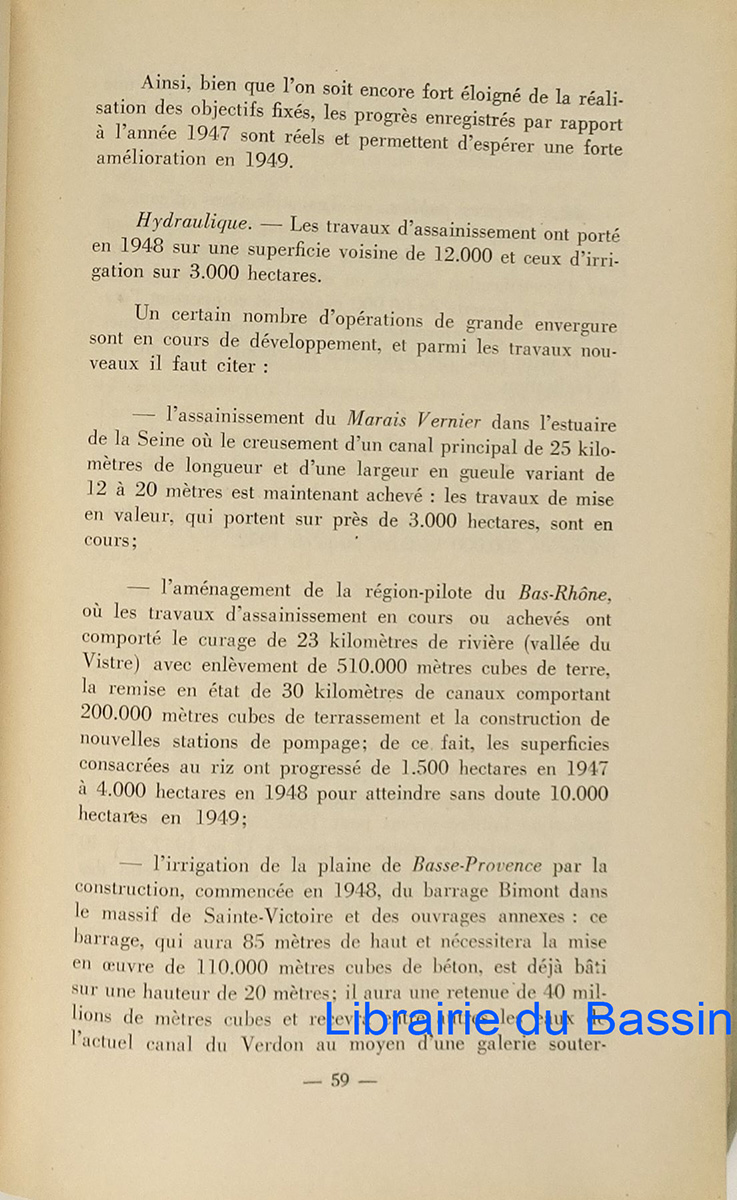 Ainsi, bien que l'on soit encore fort éloigné de la réali-
sation des objectifs fixés, les progrès enregistrés par rapport
à l'année 1947 sont réels et permettent d'espérer une forte
amélioration en 1949.
Hydraulique. — Les travaux d'assainissement ont porté
en 1948 sur une superficie voisine de 12.000 et ceux d'irri-
gation sur 3.000 hectares.
Un certain nombre d'opérations de grande envergure
sont en cours de développement, et parmi les travaux nou-
veaux il faut citer :
— l'assainissement du Marais Vernier dans l'estuaire
de la Seine où le creusement d'un canal principal de 25 kilo-
mètres de longueur et d'une largeur en gueule variant de
12 à 20 mètres est maintenant achevé : les travaux de mise
en valeur, qui portent sur près de 3.000 hectares, sont en
cours;
— l'aménagement de la région-pilote du Bas-Rhône,
où les travaux d'assainissement en cours ou achevés ont
comporté le curage de 23 kilomètres de rivière (vallée du
Vistre) avec enlèvement de 510.000 mètres cubes de terre,
la remise en état de 30 kilomètres de canaux comportant
200.000 mètres cubes de terrassement et la construction de
nouvelles stations de pompage; de ce fait, les superficies
consacrées au riz ont progressé de 1.500 hectares en 1947
à 4.000 hectares en 1948 pour atteindre sans doute 10.000
hectares en 1949;
— l'irrigation de la plaine de Basse-Provence par la
construction, commencée en 1948, du barrage Bimont dans
le massif de Sainte-Victoire et des ouvrages annexes : ce
barrage, qui aura 85 mètres de haut et nécessitera la mise
en œuvre de 110.000 mètres cubes de béton, est déjà bâti
sur une hauteur de 20 mètres; il aura une retenue de 40 mil-
lions de mètres cubes et
Librairie du Bassin
l'actuel canal du Verdon au moyen d'une galerie souter-
— 59 —